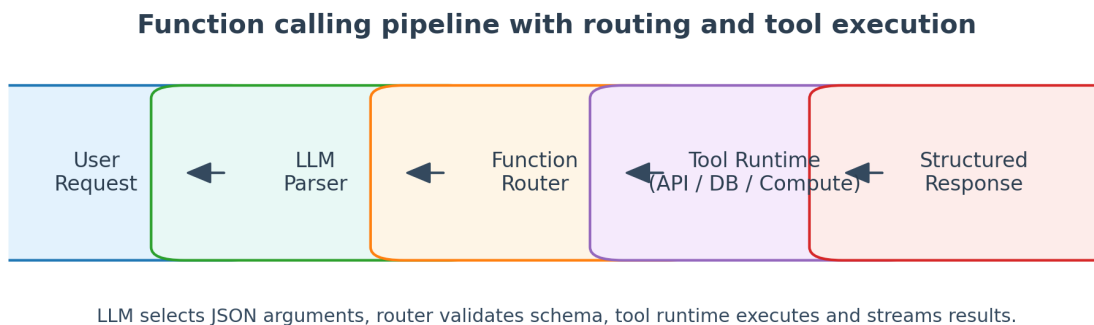 Function calling pipeline with routing and tool execution
User
Request
LLM
Parser
Function
Router
Tool Runtime
(API / DB / Compute)
Structured
Response
LLM selects JSON arguments, router validates schema, tool runtime executes and streams results.